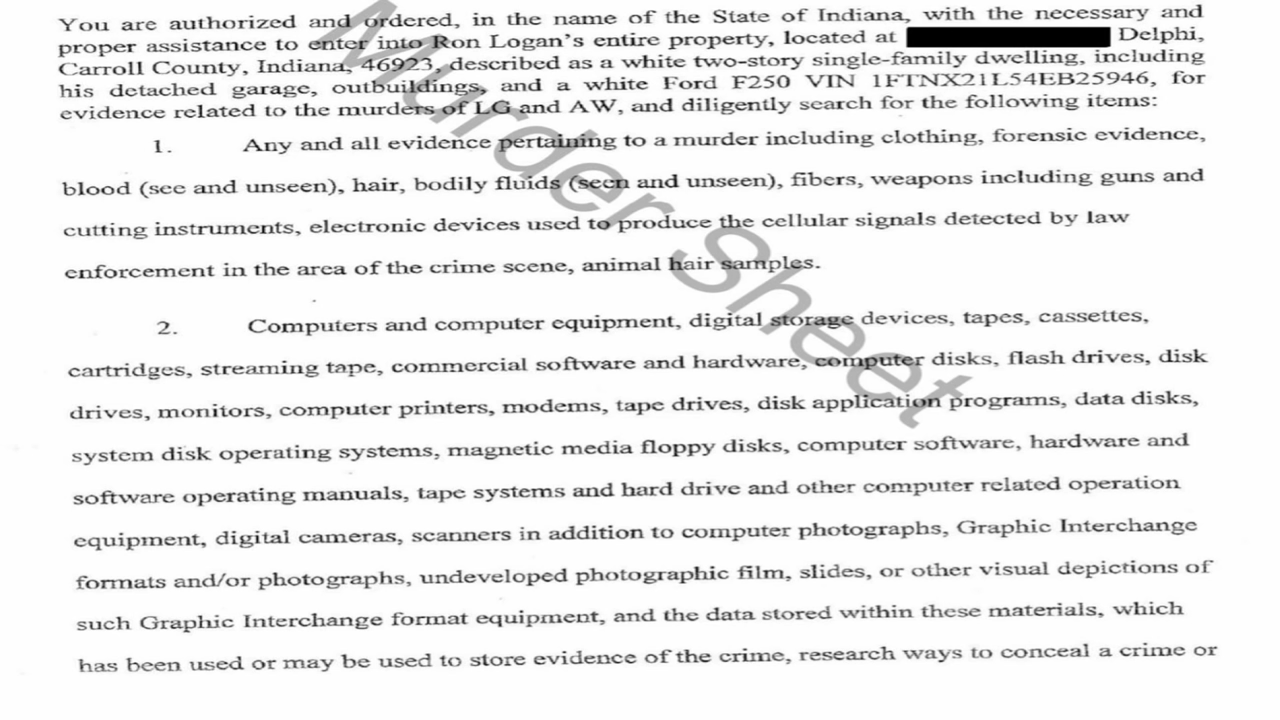 You are authorized and ordered, in the name of the State of Indiana, with the necessary and
proper assistance to enter into Ron Logan's entire property, located at Delphi,
Carroll County, Indiana, 46923, described as a white two-story single-family dwelling, including
his detached garage, outbuildings, and a white Ford F250 VIN 1FTNX21L54EB25946, for
evidence related to the murders of LG and AW, and diligently search for the following items:
1. Any and all evidence pertaining to a murder including clothing, forensic evidence,
blood (see and unseen), hair, bodily fluids (seen and unseen), fibers, weapons including guns and
cutting instruments, electronic devices used to produce the cellular signals detected by law
enforcement in the area of the crime scene, animal hair samples.
2. Computers and computer equipment, digital storage devices, tapes, cassettes,
cartridges, streaming tape, commercial software and hardware, computer disks, flash drives, disk
drives, monitors, computer printers, modems, tape drives, disk application programs, data disks,
system disk operating systems, magnetic media floppy disks, computer software, hardware and
software operating manuals, tape systems and hard drive and other computer related operation
equipment, digital cameras, scanners in addition to computer photographs, Graphic Interchange
formats and/or photographs, undeveloped photographic film, slides, or other visual depictions of
such Graphic Interchange format equipment, and the data stored within these materials, which
has been used or may be used to store evidence of the crime, research ways to conceal a crime or
Murder Sheet